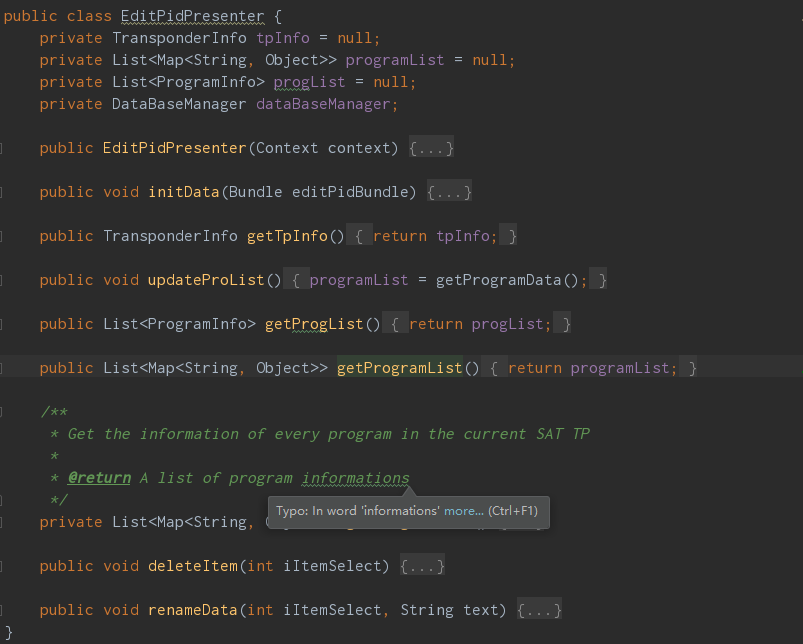 public class EditPidPresenter {
    private TransponderInfo tpInfo = null;
    private List<Map<String, Object>> programList = null;
    private List<ProgramInfo> progList = null;
    private DataBaseManager dataBaseManager;
    public EditPidPresenter(Context context) {...}
    public void initData(Bundle editPidBundle) {...}
    public TransponderInfo getTpInfo() { return tpInfo; }
    public void updateProList() { programList = getProgramData(); }
    public List<ProgramInfo> getProgList() { return progList; }
    public List<Map<String, Object>> getProgramList() { return programList; }
    /**
     * Get the information of every program in the current SAT TP
     *
     * @return A list of program informations
     */
Typo: In word 'informations' more... (Ctrl+F1)
    private List<Map<String,
    public void deleteItem(int iItemSelect) {...}
    public void renameData(int iItemSelect, String text) {...}
}